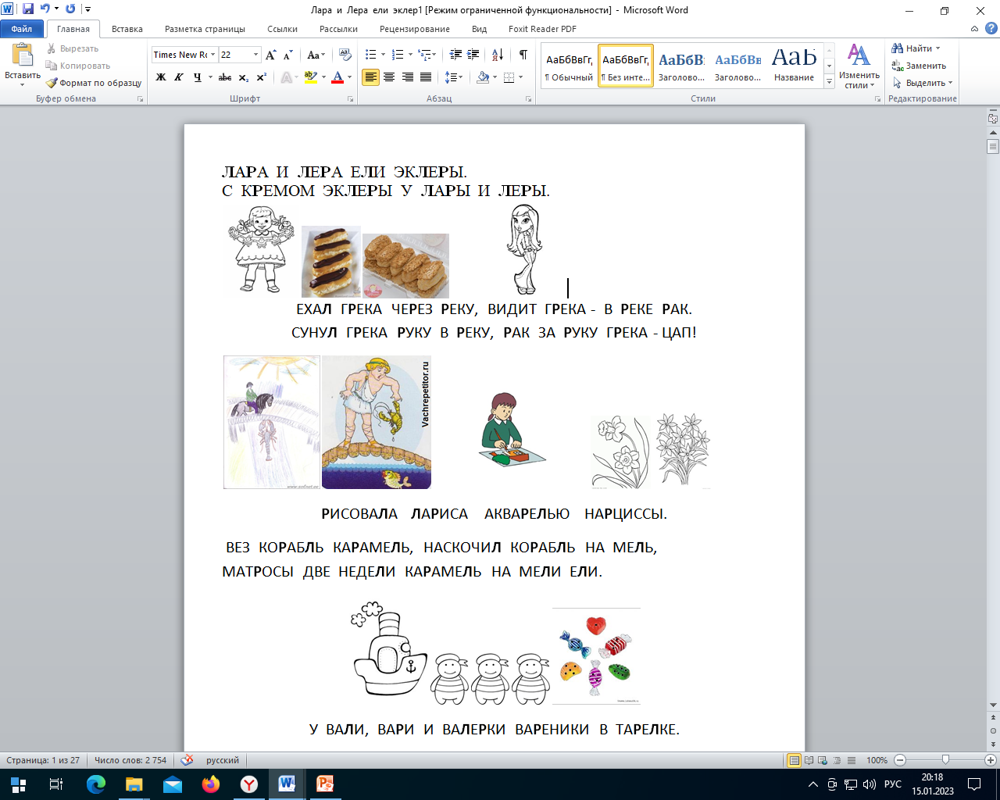 Лара и Лера ели эклер1 [Режим ограниченной функциональности] - Microsoft Word
Файл Главная Вставка Разметка страницы Ссылки Рассылки Рецензирование Вид Foxit Reader PDF
Вставить
Вырезать
Копировать
Формат по образцу
Буфер обмена
Times New Rс 22
Шрифт
Абзац
АаБбВвГг, АаБбВвГг, АаБбВ АаБбВв АаБ
¶ Обычный ¶ Без инте... Заголово... Заголово... Название
Изменить стили
Стили
Найти
Заменить
Выделить
Редактирование
ЛАРА И ЛЕРА ЕЛИ ЭКЛЕРЫ.
С КРЕМОМ ЭКЛЕРЫ У ЛАРЫ И ЛЕРЫ.
ЕХАЛ ГРЕКА ЧЕРЕЗ РЕКУ, ВИДИТ ГРЕКА - В РЕКЕ РАК.
СУНУЛ ГРЕКА РУКУ В РЕКУ, РАК ЗА РУКУ ГРЕКА - ЦАП!
Vachrepetitor.ru
РИСОВАЛА ЛАРИСА АКВАРЕЛЬЮ НАРЦИССЫ.
ВЕЗ КОРАБЛЬ КАРАМЕЛЬ, НАСКОЧИЛ КОРАБЛЬ НА МЕЛЬ,
МАТРОСЫ ДВЕ НЕДЕЛИ КАРАМЕЛЬ НА МЕЛИ ЕЛИ.
У ВАЛИ, ВАРИ И ВАЛЕРКИ ВАРЕНИКИ В ТАРЕЛКЕ.
Страница: 1 из 27 Число слов: 2 754 русский 100%
РУС 20:18
15.01.2023